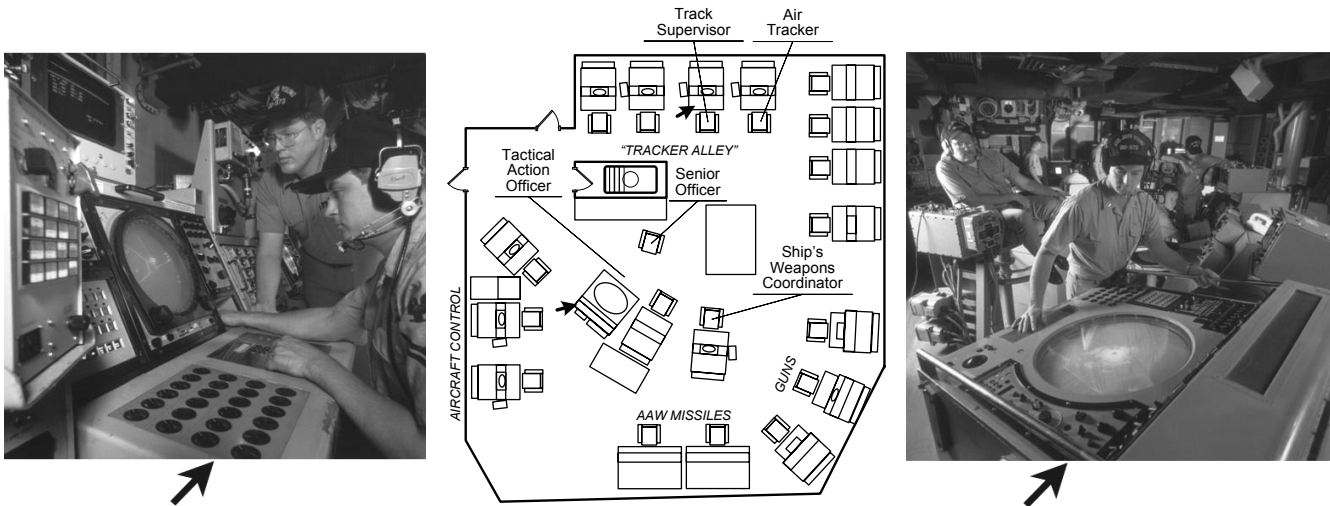 Track
Supervisor
Air
Tracker
"TRACKER ALLEY"
Tactical
Action
Officer
Senior
Officer
Ship's
Weapons
Coordinator
AIRCRAFT CONTROL
GUNS
AAW MISSILES